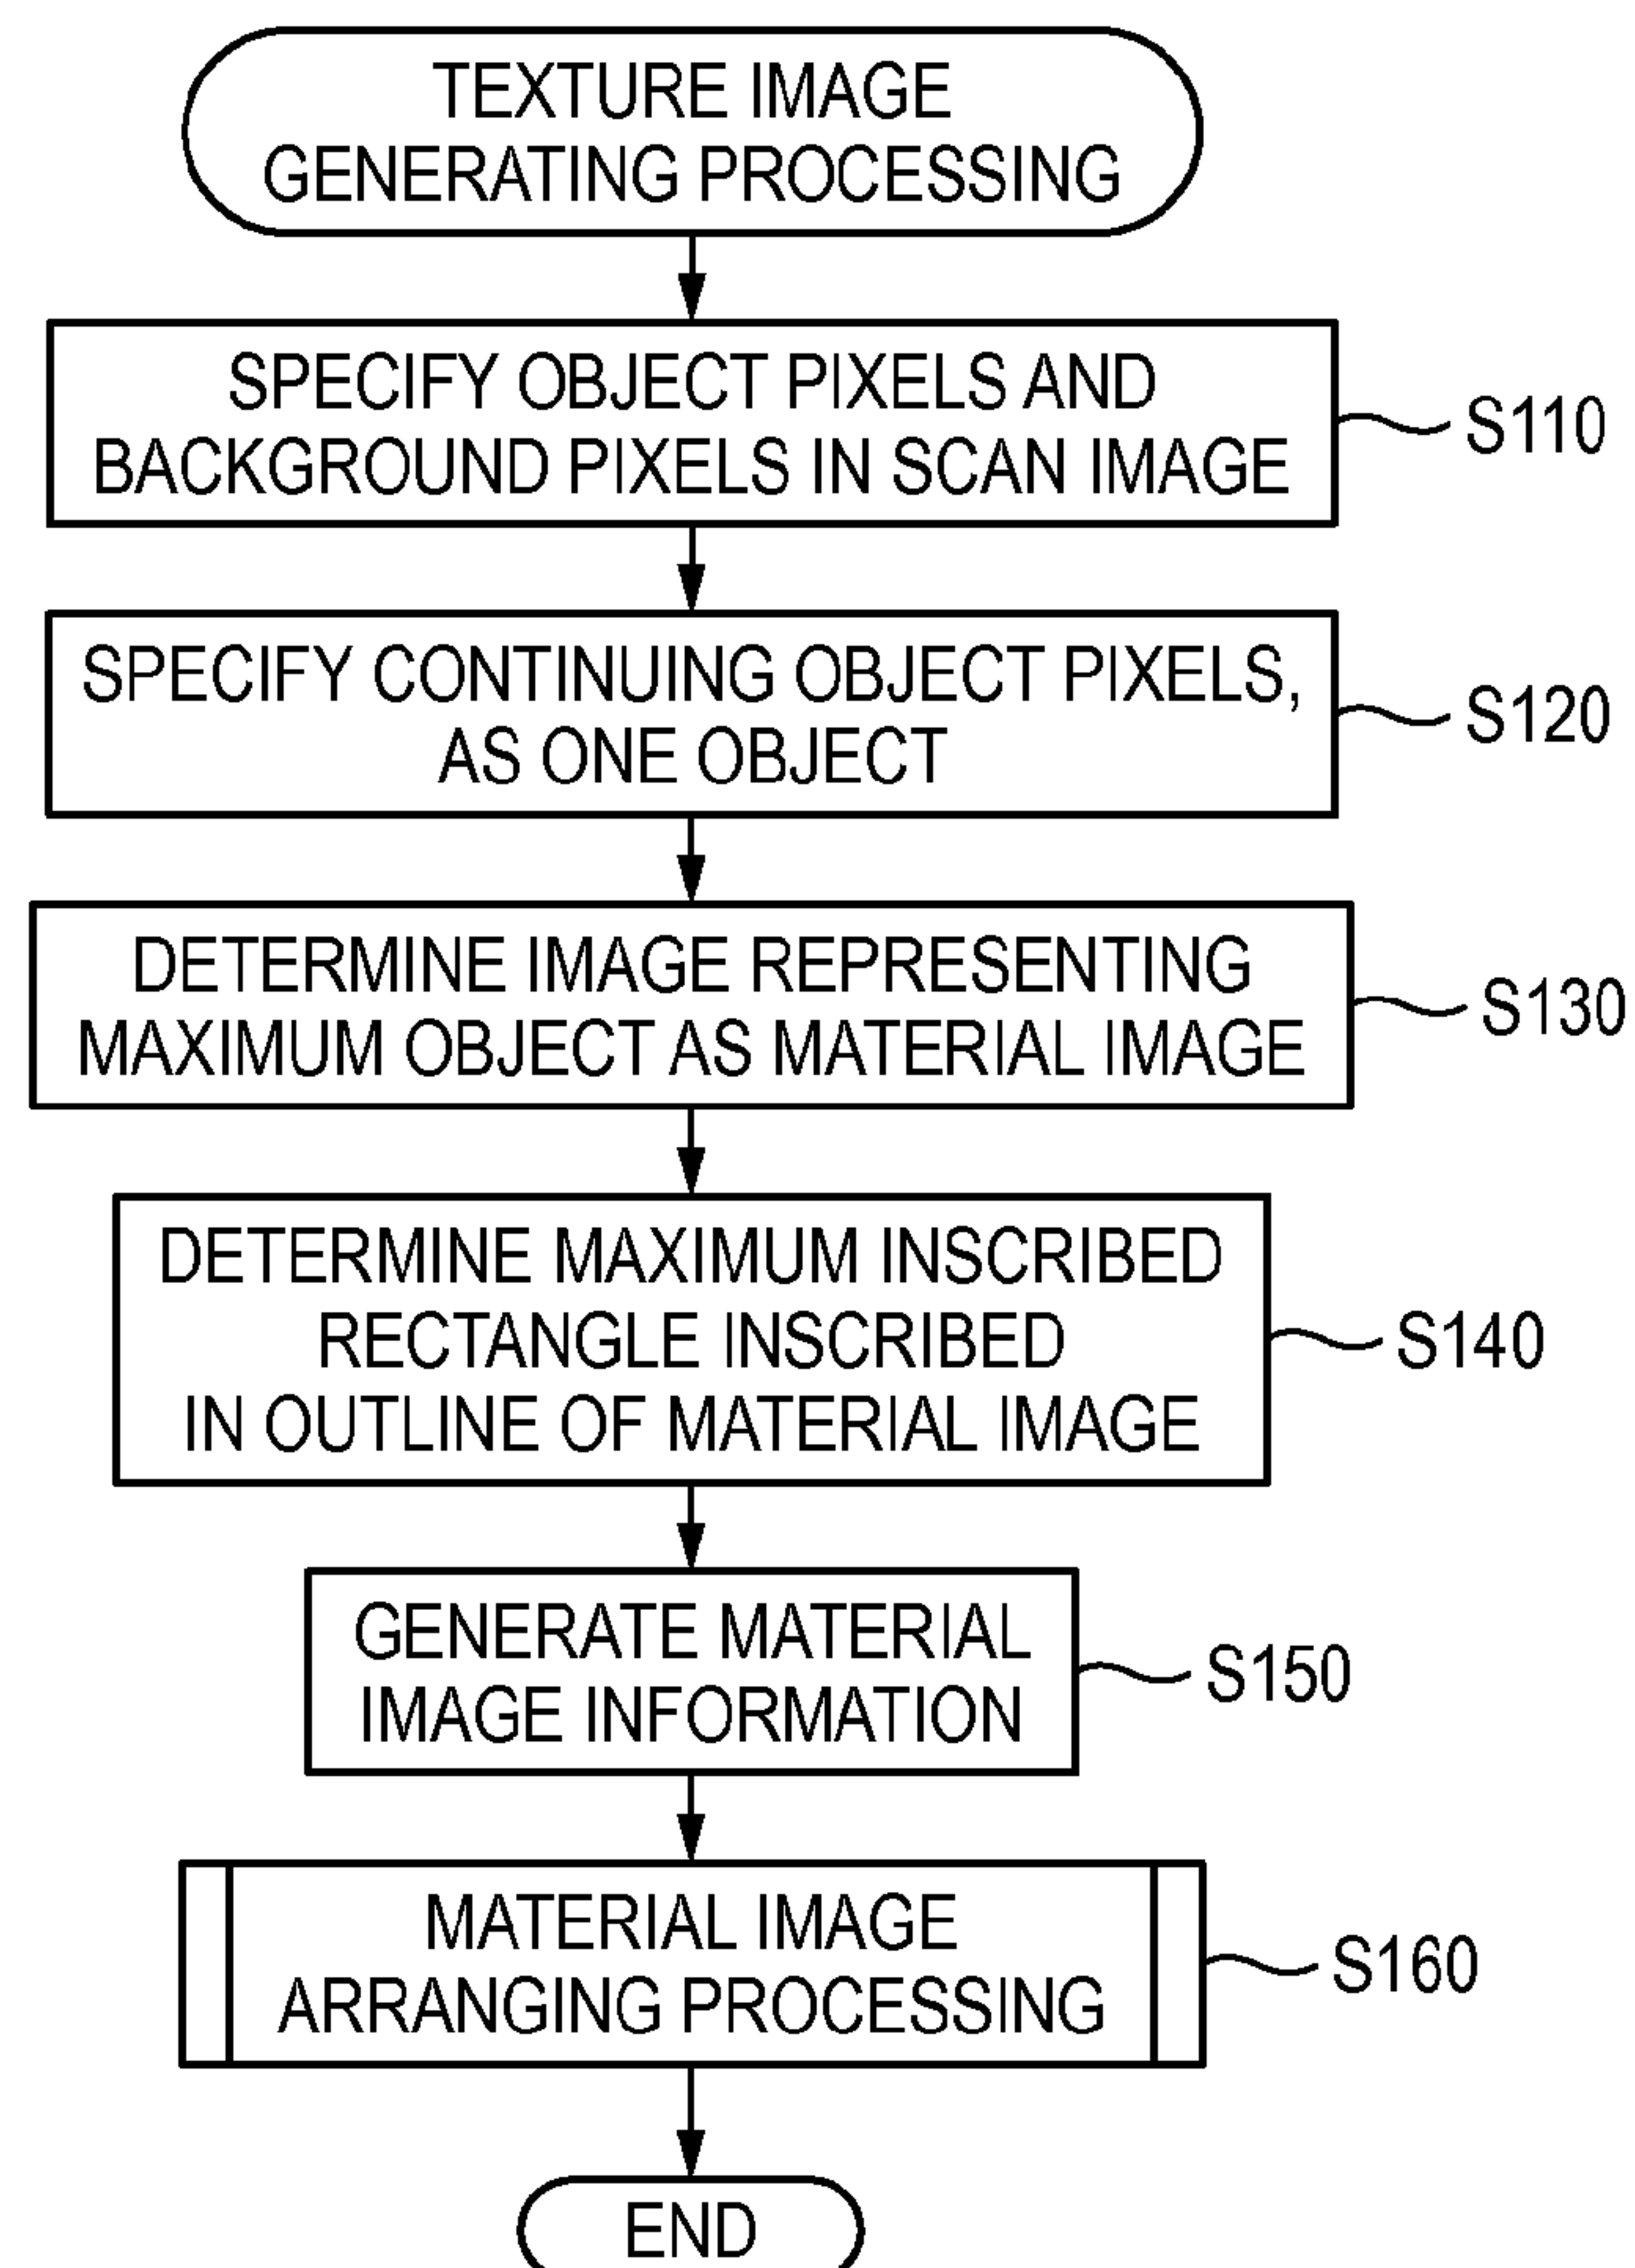 TEXTURE IMAGE
GENERATING PROCESSING
SPECIFY OBJECT PIXELS AND
BACKGROUND PIXELS IN SCAN IMAGE
S110
SPECIFY CONTINUING OBJECT PIXELS,
AS ONE OBJECT
S120
DETERMINE IMAGE REPRESENTING
MAXIMUM OBJECT AS MATERIAL IMAGE
S130
DETERMINE MAXIMUM INSCRIBED
RECTANGLE INSCRIBED
IN OUTLINE OF MATERIAL IMAGE
S140
GENERATE MATERIAL
IMAGE INFORMATION
S150
MATERIAL IMAGE
ARRANGING PROCESSING
S160
END